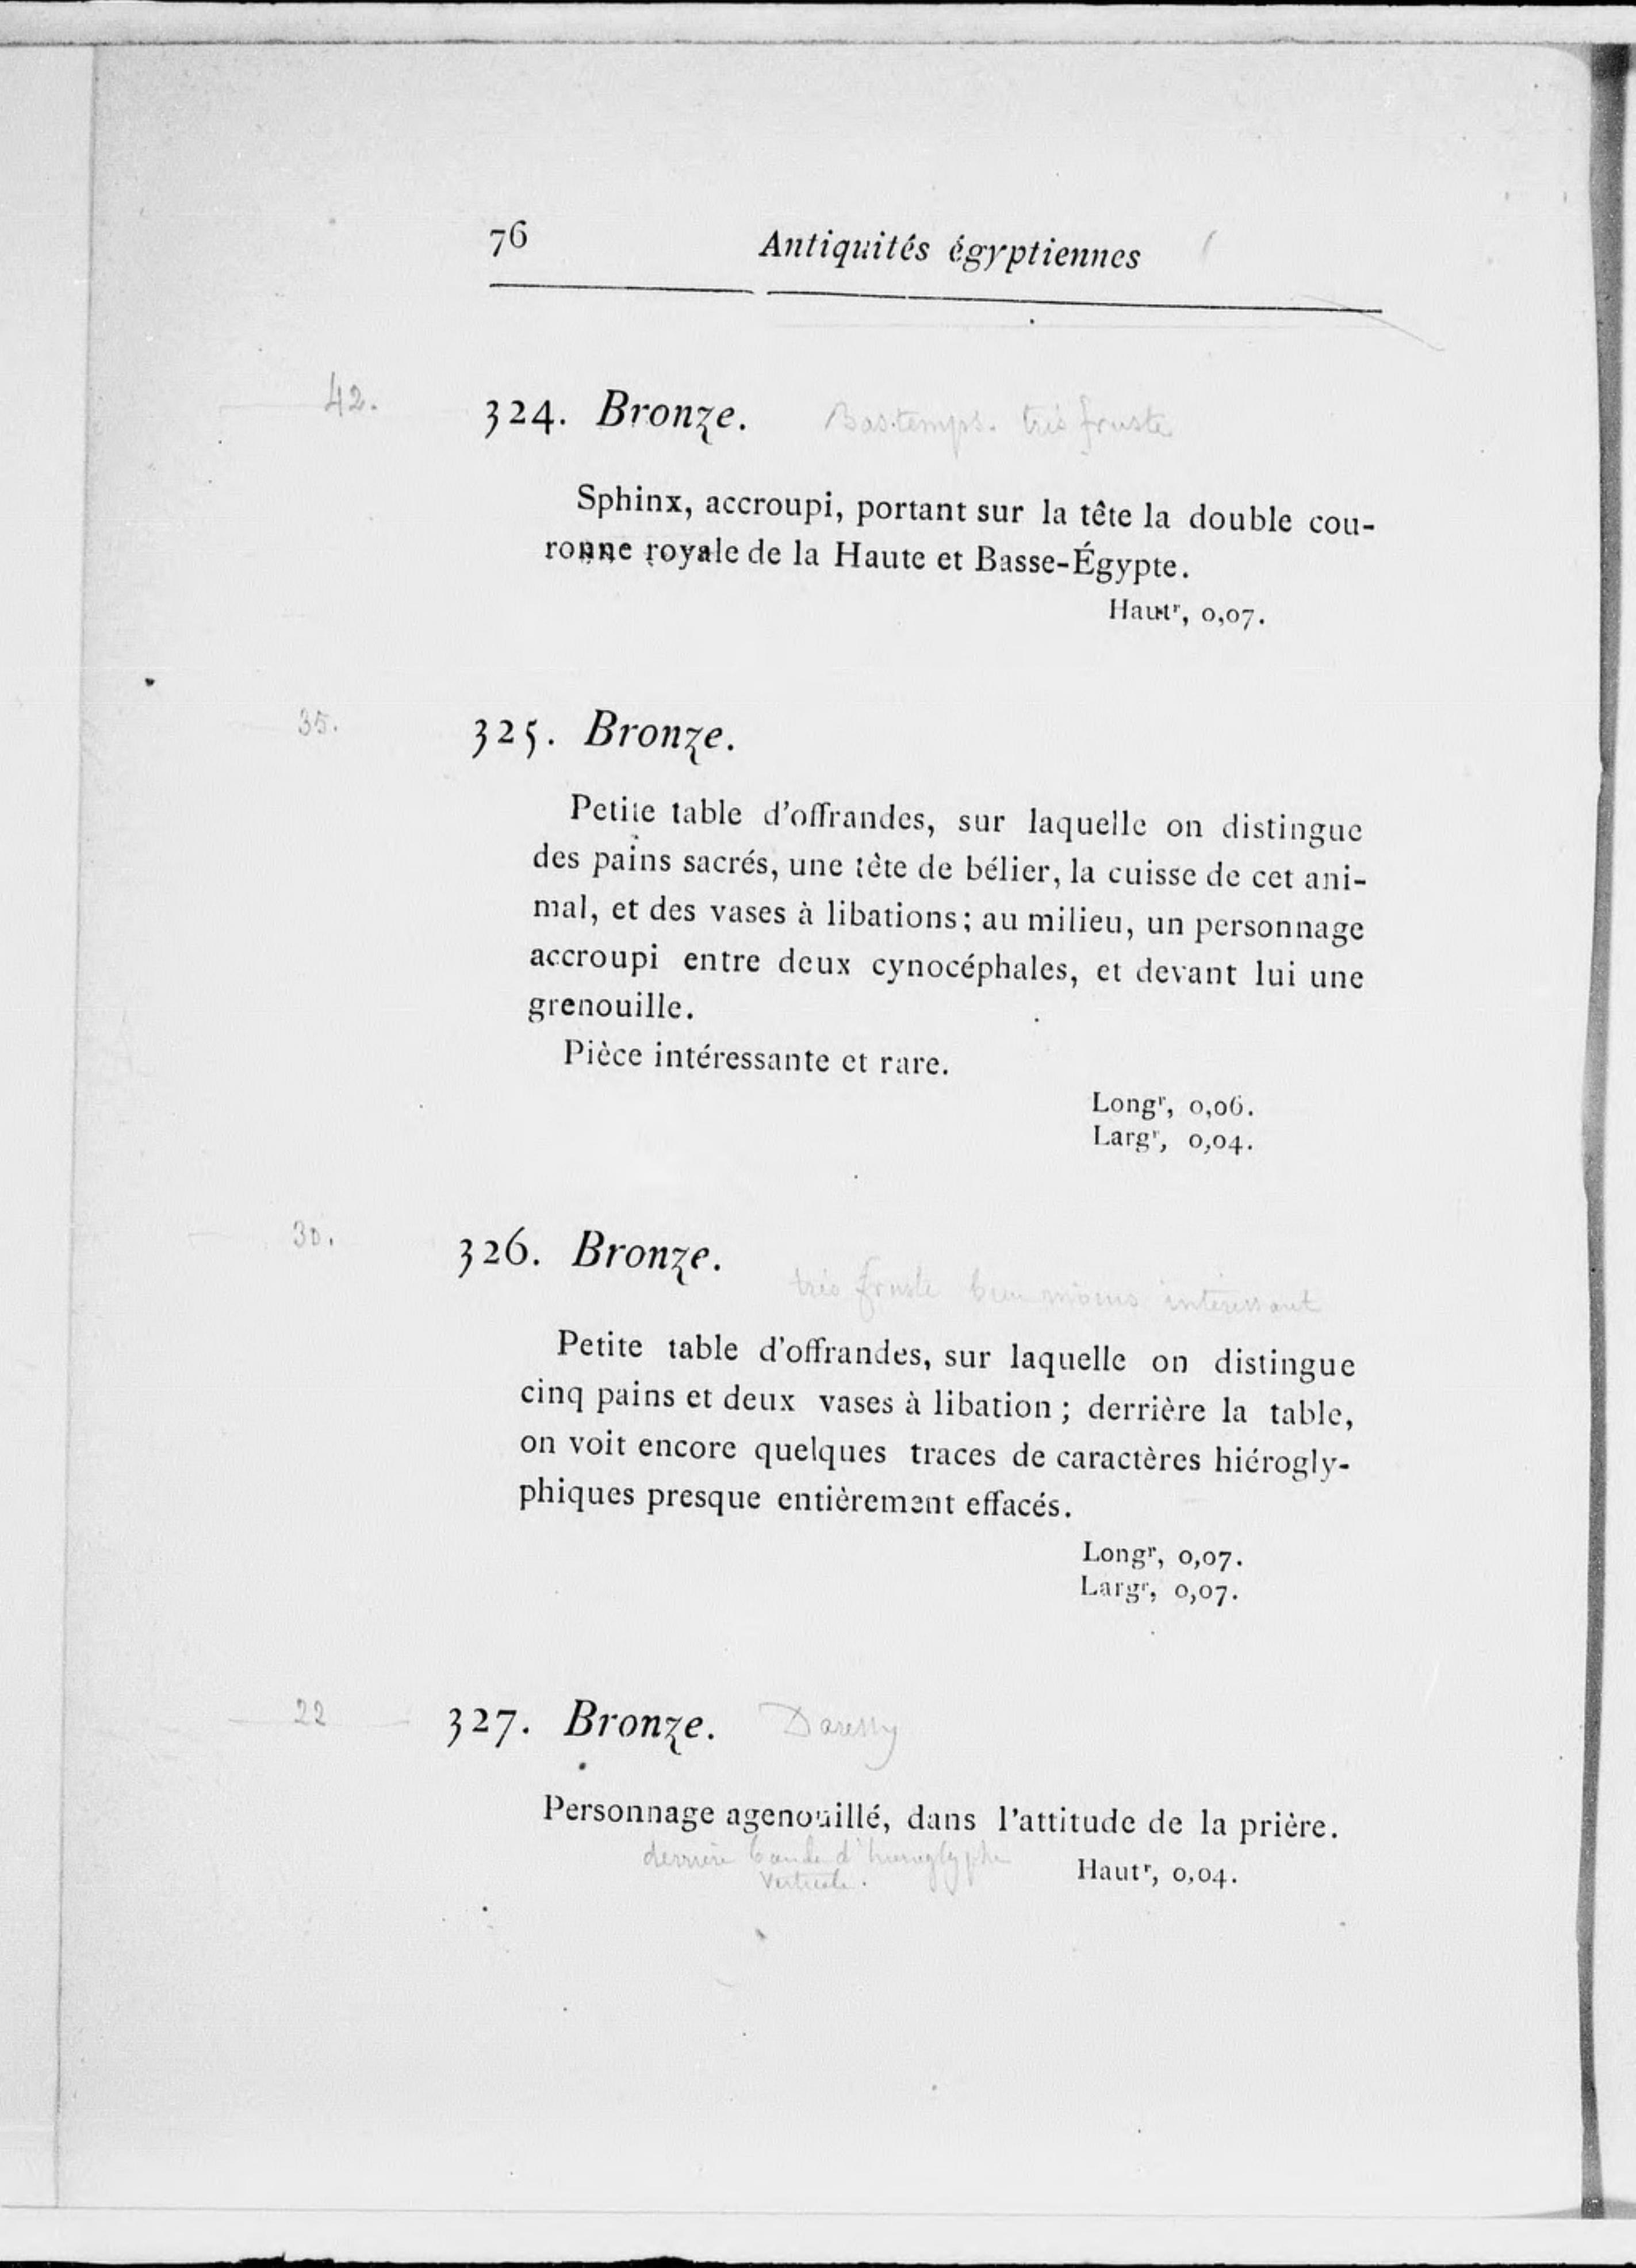 76 Antiquités égyptiennes
42. 324. Bronze. Bas temps. très fruste
Sphinx, accroupi, portant sur la tête la double cou-
ronne royale de la Haute et Basse-Égypte.
Hautʳ, 0,07.
35. 325. Bronze.
Petite table d'offrandes, sur laquelle on distingue
des pains sacrés, une tête de bélier, la cuisse de cet ani-
mal, et des vases à libations; au milieu, un personnage
accroupi entre deux cynocéphales, et devant lui une
grenouille.
Pièce intéressante et rare.
Longʳ, 0,06.
Largʳ, 0,04.
30. 326. Bronze.
très fruste bien moins intéressant
Petite table d'offrandes, sur laquelle on distingue
cinq pains et deux vases à libation ; derrière la table,
on voit encore quelques traces de caractères hiérogly-
phiques presque entièrement effacés.
Longʳ, 0,07.
Largʳ, 0,07.
22 327. Bronze. Daressy
Personnage agenouillé, dans l'attitude de la prière.
derrière bande d'hieroglyphe
verticale.
Hautʳ, 0,04.